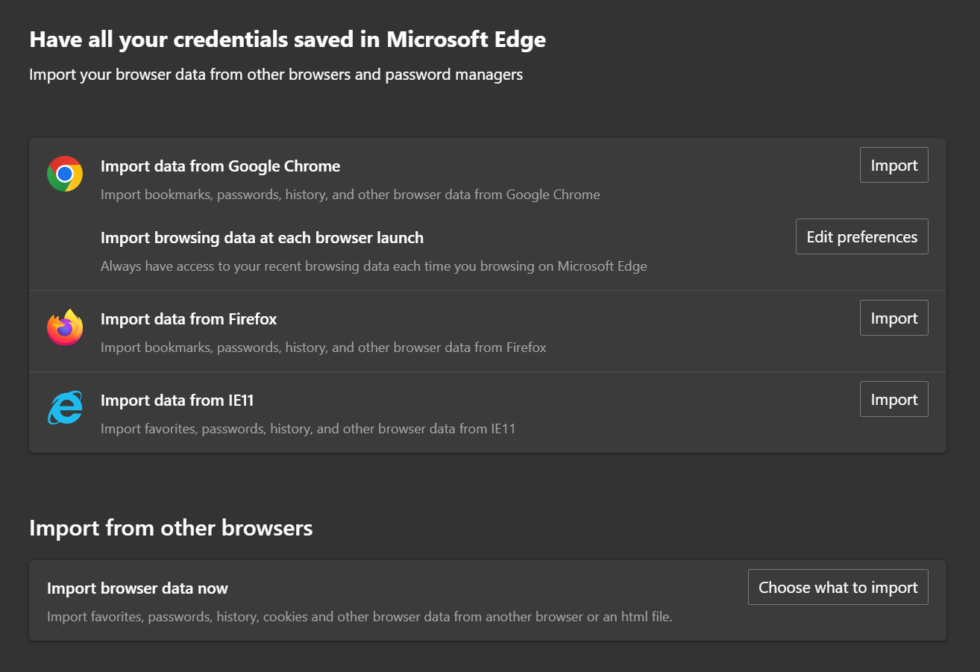 Have all your credentials saved in Microsoft Edge
Import your browser data from other browsers and password managers
Import data from Google Chrome
Import
Import bookmarks, passwords, history, and other browser data from Google Chrome
Import browsing data at each browser launch
Edit preferences
Always have access to your recent browsing data each time you browsing on Microsoft Edge
Import data from Firefox
Import
Import bookmarks, passwords, history, and other browser data from Firefox
Import data from IE11
Import
Import favorites, passwords, history, and other browser data from IE11
Import from other browsers
Import browser data now
Choose what to import
Import favorites, passwords, history, cookies and other browser data from another browser or an html file.